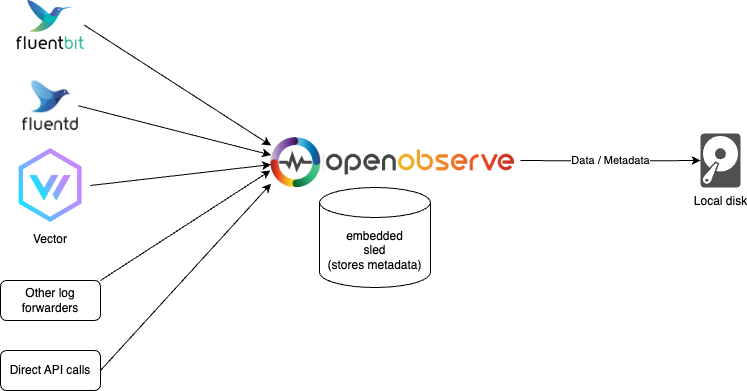 fluentbit
fluentd
Vector
Other log
forwarders
Direct API calls
openobserve
embedded
sled
(stores metadata)
Data / Metadata
Local disk